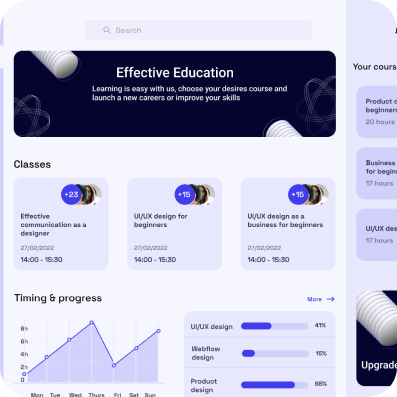 Search
Effective Education
Learning is easy with us, choose your desires course and
launch a new careers or improve your skills
Your cours
Product d
beginners
20 hours
Business
for begin
17 hours
UI/UX des
17 hours
Upgrade
Classes
+23
Effective
communication as a
designer
27/02/2022
14:00 - 15:30
+15
UI/UX design for
beginners
27/02/2022
14:00 - 15:30
+15
UI/UX design as a
business for beginners
27/02/2022
14:00 - 15:30
Timing & progress
More
8h
6h
4h
2h
0
Mon Tue Wed Thurs Fri Sat Sun
UI/UX design 41%
Webflow
design
15%
Product
design
68%